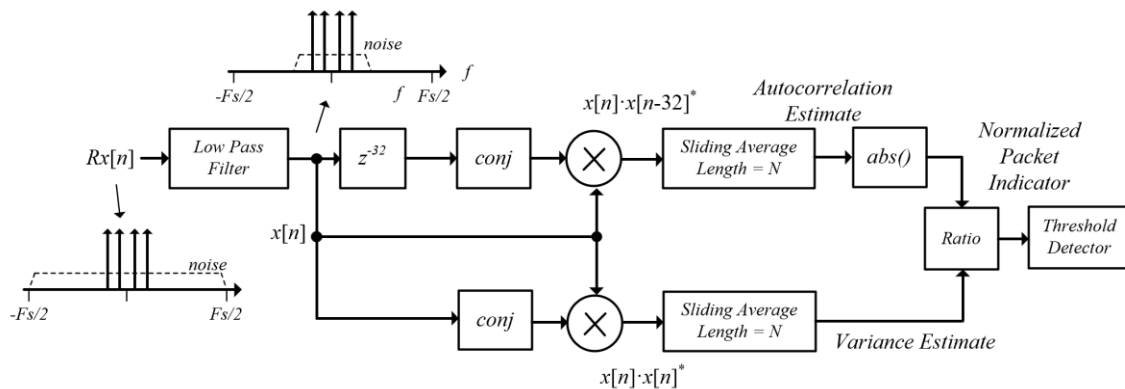 noise
f
-Fs/2
f
Fs/2
x[n]·x[n-32]*
Autocorrelation
Estimate
Normalized
Packet
Indicator
Rx[n]
Low Pass
Filter
z-32
conj
Sliding Average
Length = N
abs()
x[n]
Ratio
Threshold
Detector
noise
-Fs/2
Fs/2
conj
Sliding Average
Length = N
Variance Estimate
x[n]·x[n]*